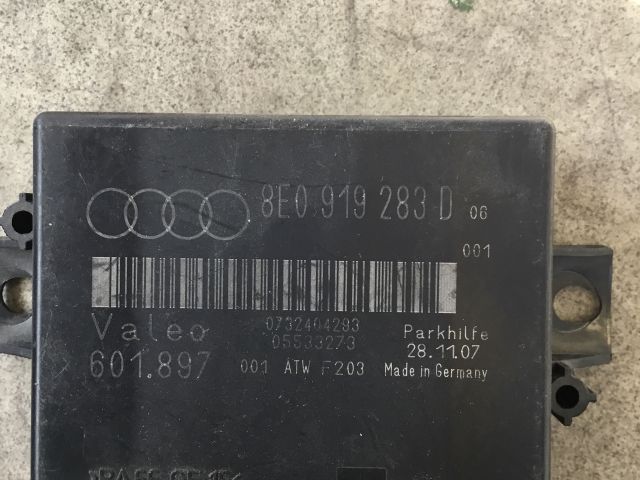 8E0.919 283 D 06
001
Valeo 0732404293 Parkhilfe
05533273 28.11.07
601.897 001 ATW F203 Made in Germany